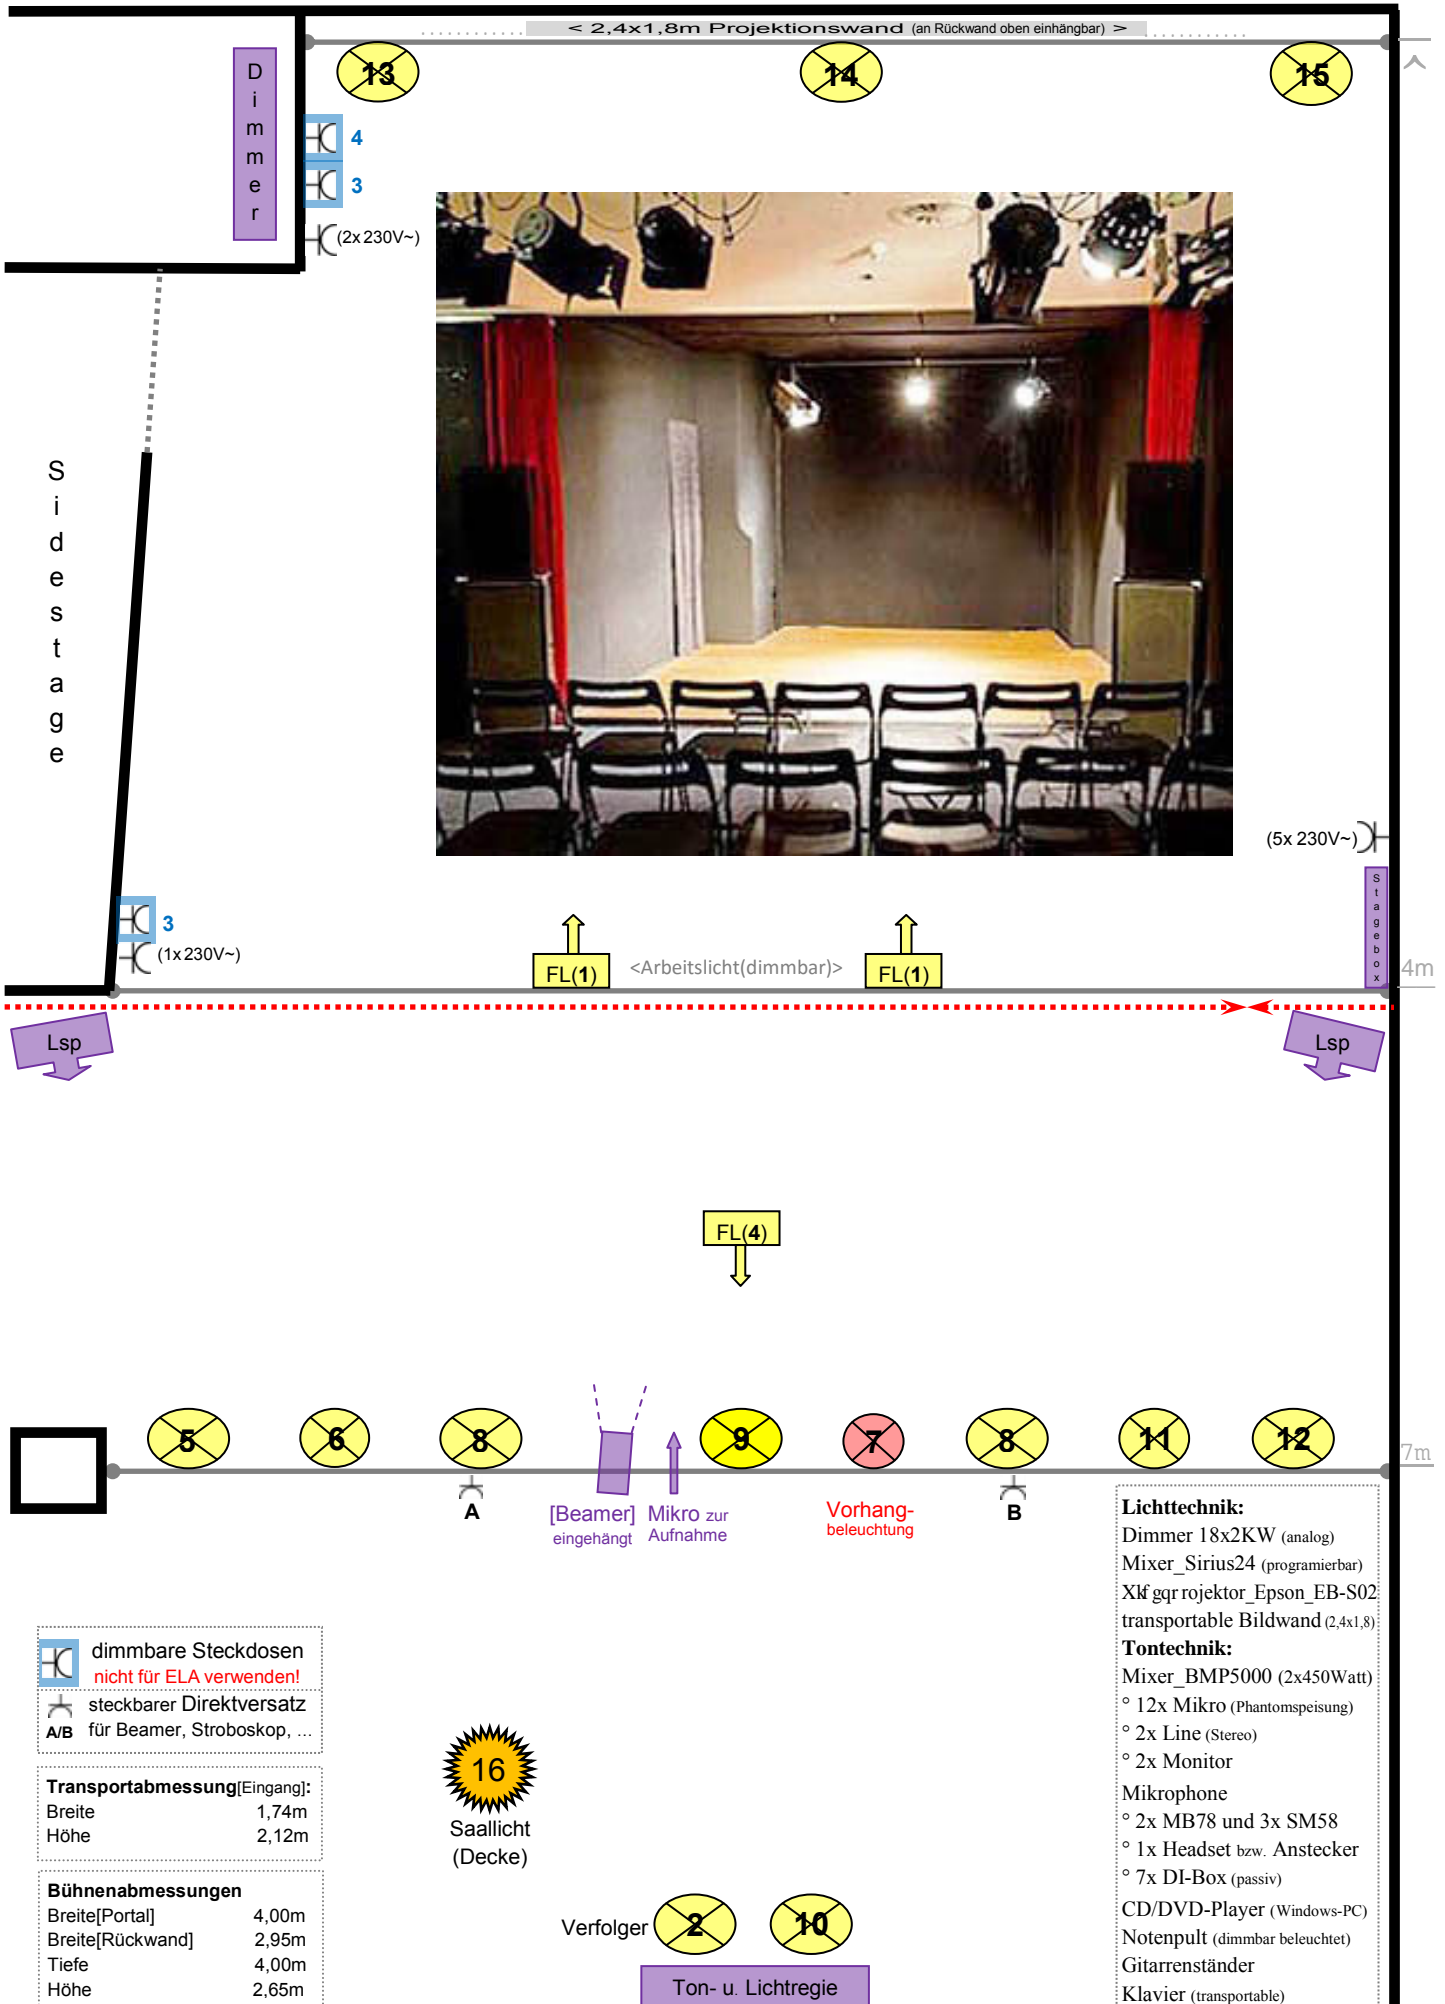 < 2,4x1,8m Projektionswand (an Rückwand oben einhängbar) >
13
14
15
Dimmer
4
3
(2x 230V~)
Sidestage
(5x 230V~)
Stagebox
3
(1x 230V~)
FL(1)
<Arbeitslicht(dimmbar)>
FL(1)
4m
Lsp
Lsp
FL(4)
5
6
8
9
7
8
11
12
7m
A
[Beamer]
eingehängt
Mikro zur
Aufnahme
Vorhang-
beleuchtung
B
Lichttechnik:
Dimmer 18x2KW (analog)
Mixer_Sirius24 (programierbar)
Xkf gqr rojektor_Epson_EB-S02
transportable Bildwand (2,4x1,8)
Tontechnik:
Mixer_BMP5000 (2x450Watt)
° 12x Mikro (Phantomspeisung)
° 2x Line (Stereo)
° 2x Monitor
Mikrophone
° 2x MB78 und 3x SM58
° 1x Headset bzw. Anstecker
° 7x DI-Box (passiv)
CD/DVD-Player (Windows-PC)
Notenpult (dimmbar beleuchtet)
Gitarrenständer
Klavier (transportable)
dimmbare Steckdosen
nicht für ELA verwenden!
steckbarer Direktversatz
A/B für Beamer, Stroboskop, ...
Transportabmessung[Eingang]:
Breite 1,74m
Höhe 2,12m
Bühnenabmessungen
Breite[Portal] 4,00m
Breite[Rückwand] 2,95m
Tiefe 4,00m
Höhe 2,65m
16
Saallicht
(Decke)
Verfolger
2
10
Ton- u. Lichtregie